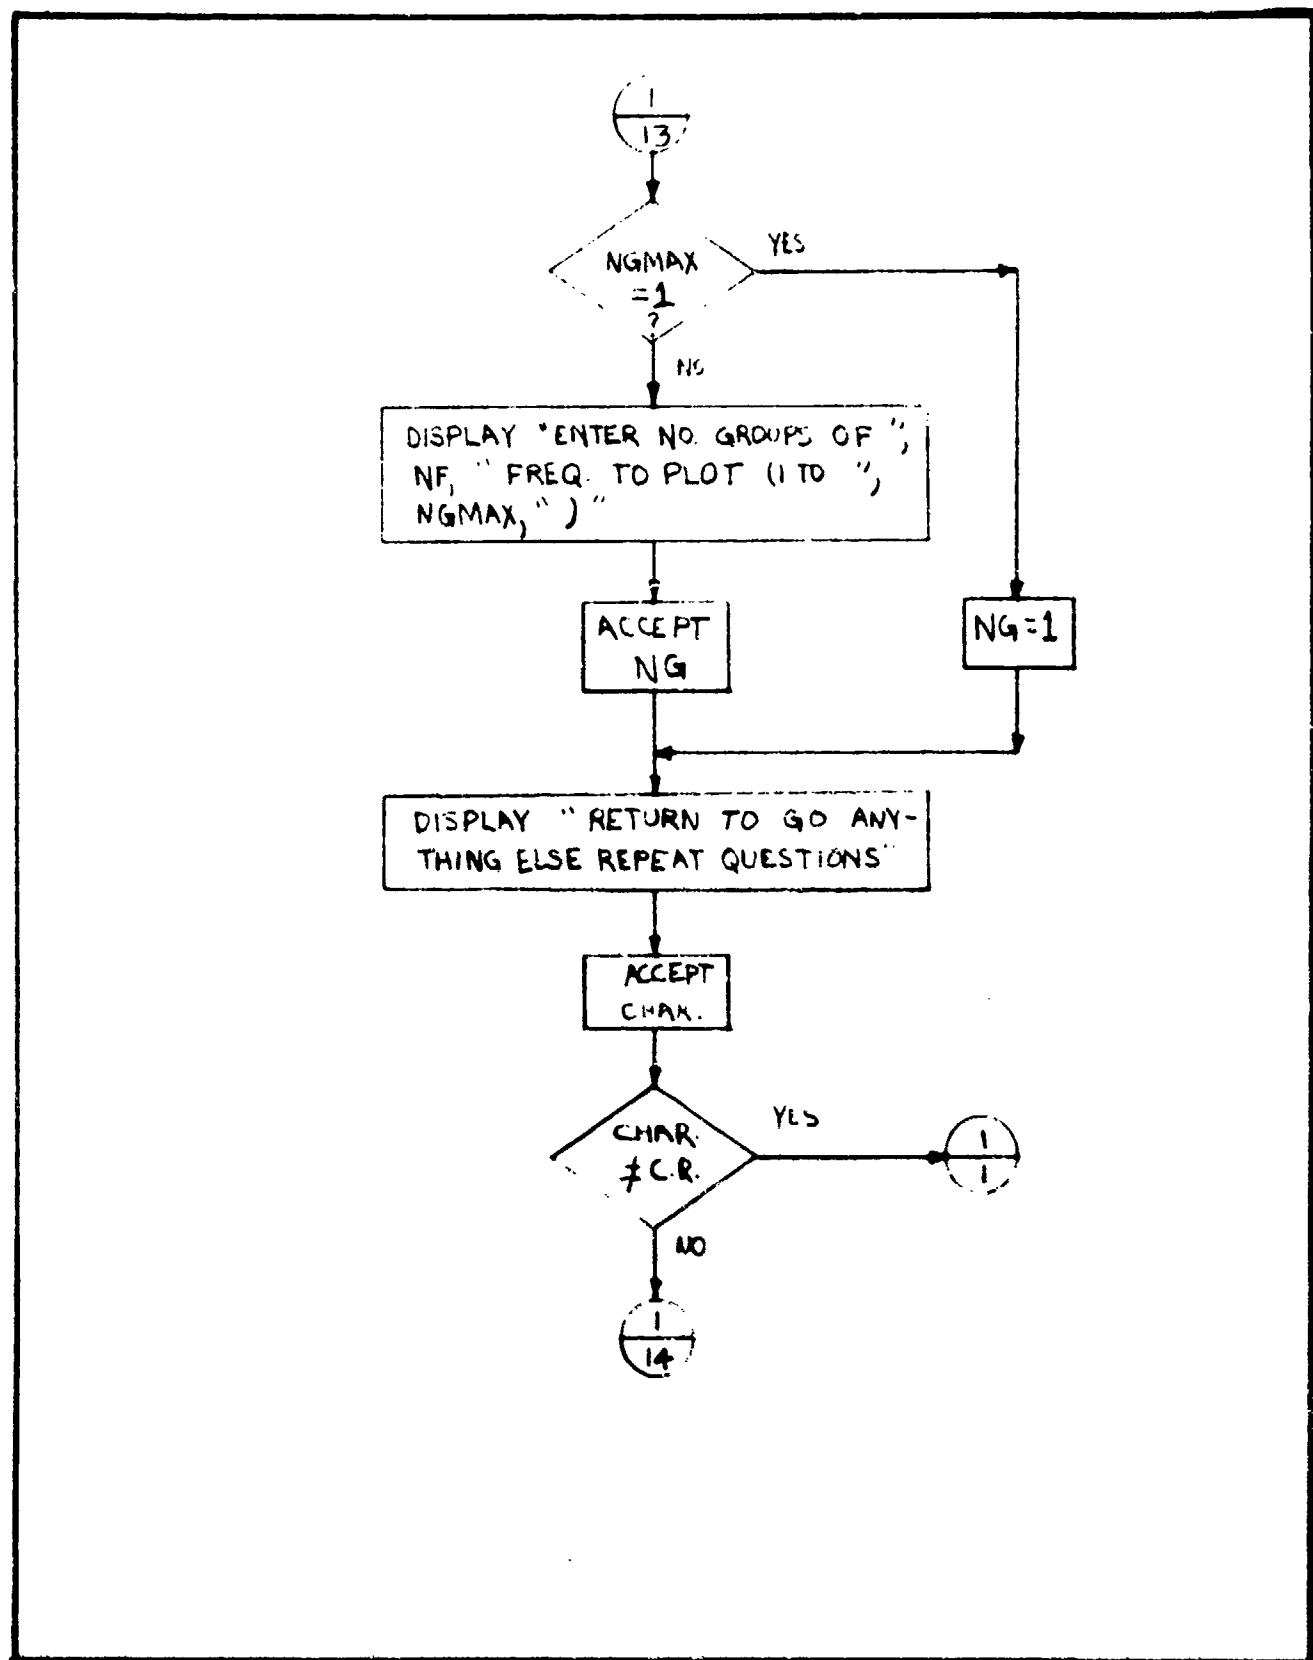 1
13
NGMAX
=1
?
YES
NO
DISPLAY "ENTER NO. GROUPS OF ",
NF, " FREQ. TO PLOT (1 TO ",
NGMAX, " ) "
ACCEPT
NG
NG=1
DISPLAY " RETURN TO GO ANY-
THING ELSE REPEAT QUESTIONS"
ACCEPT
CHAR.
CHAR.
≠ C.R.
YES
1
1
NO
1
14